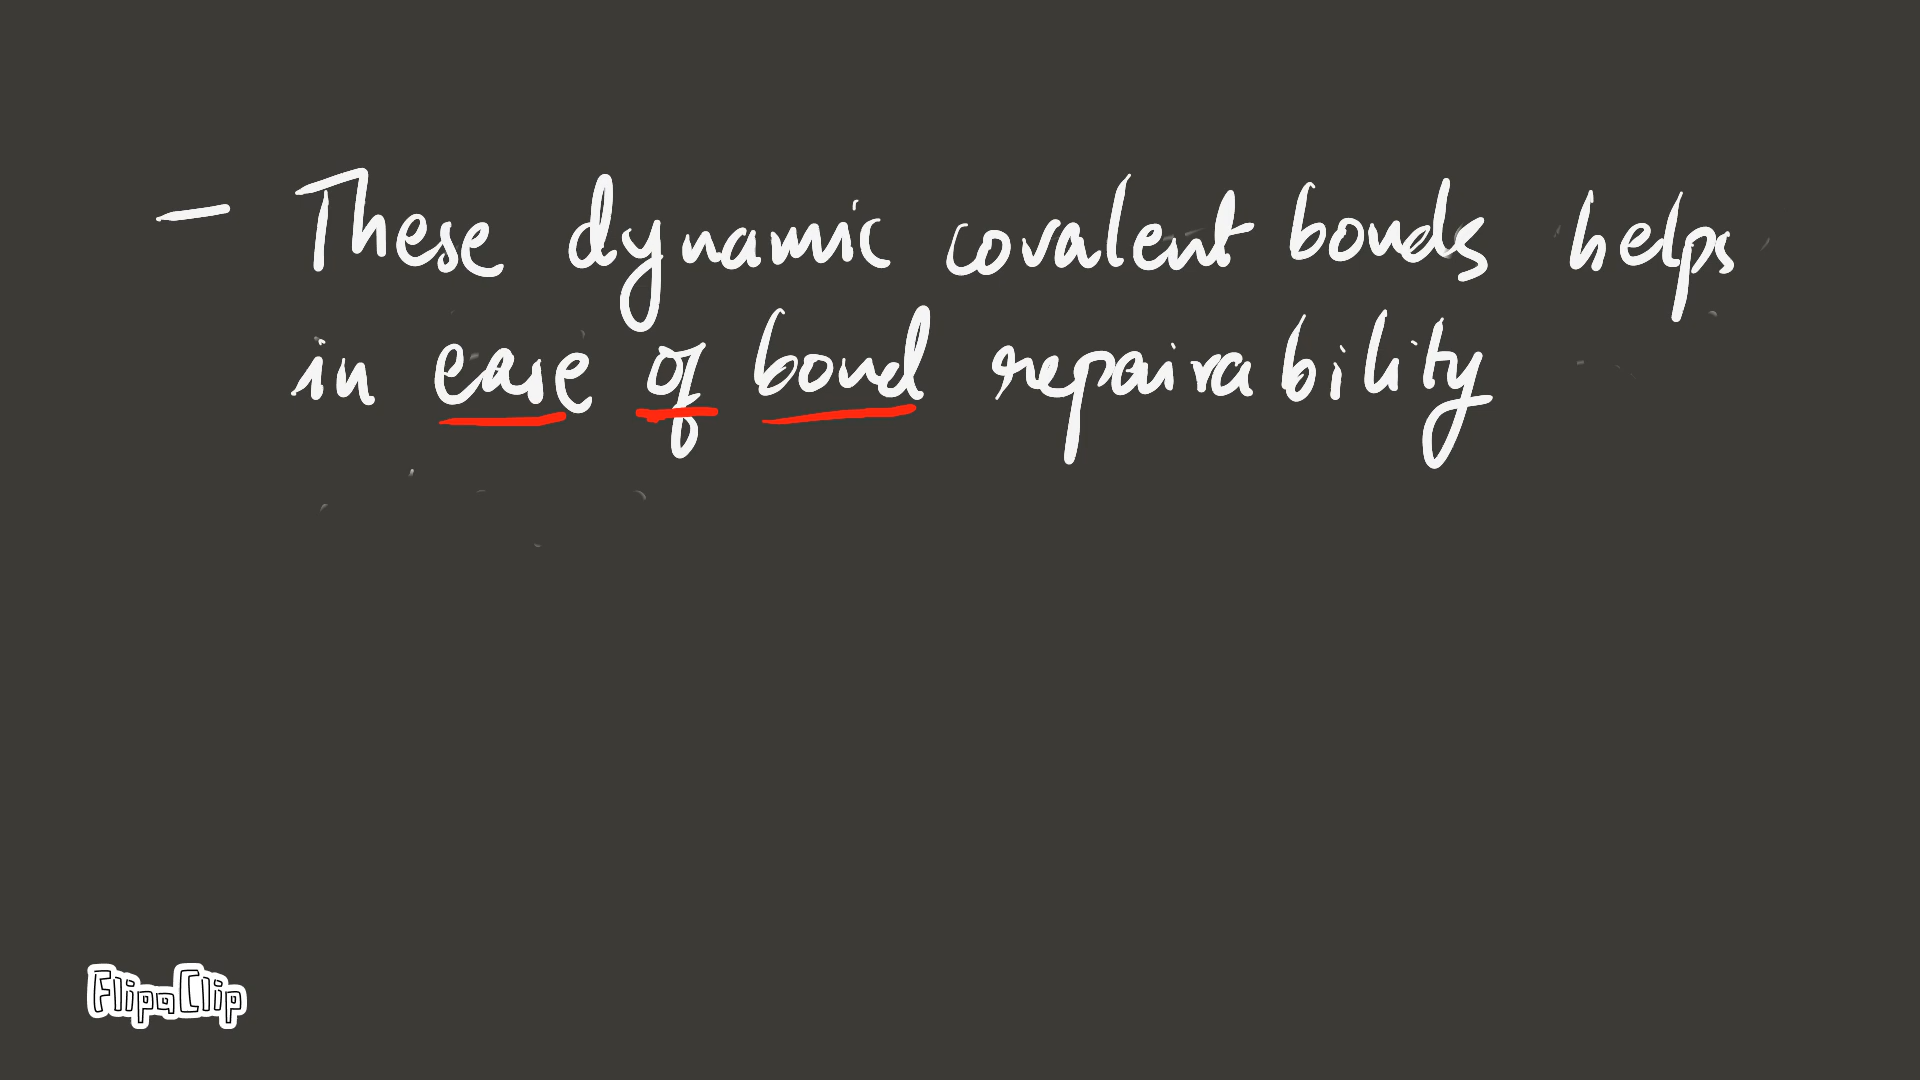 - These dynamic covalent bonds helps
in ease of bond repairability
FlipaClip